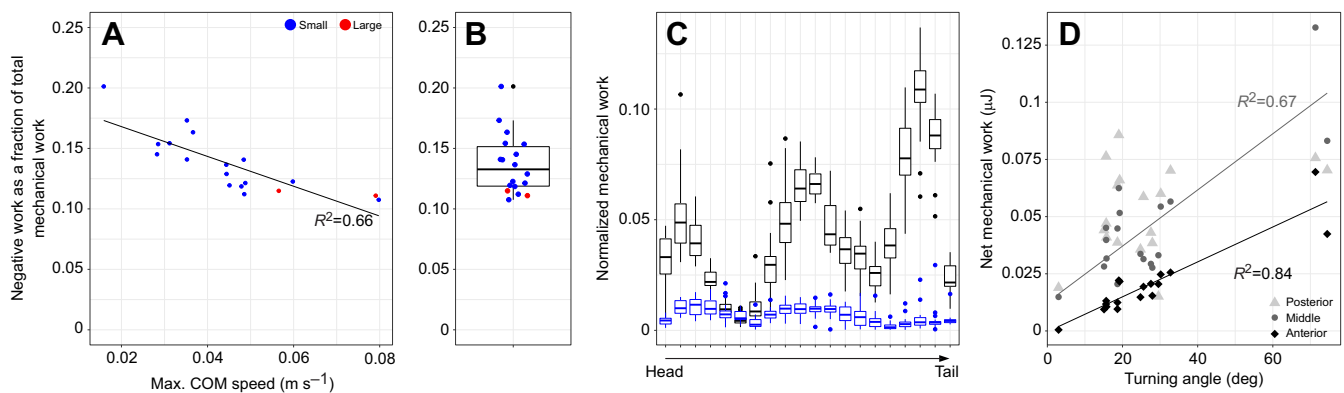 A
Small
Large
Negative work as a fraction of total
mechanical work
0.25
0.20
0.15
0.10
0.05
0
R²=0.66
0.02
0.04
0.06
0.08
Max. COM speed (m s⁻¹)
B
0.25
0.20
0.15
0.10
0.05
0
C
Normalized mechanical work
0.10
0.05
0
Head
Tail
D
Net mechanical work (μJ)
0.125
0.1
0.075
0.05
0.025
0
R²=0.67
R²=0.84
Posterior
Middle
Anterior
0
20
40
60
Turning angle (deg)